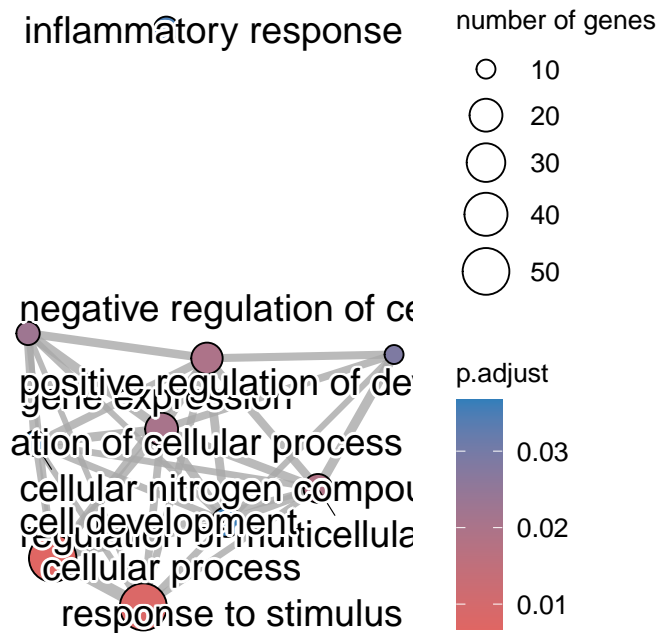 inflammatory response
negative regulation of ce
positive regulation of de
gene expression
ation of cellular process
cellular nitrogen compou
cell development
regulation of multicellula
cellular process
response to stimulus
number of genes
10
20
30
40
50
p.adjust
0.03
0.02
0.01